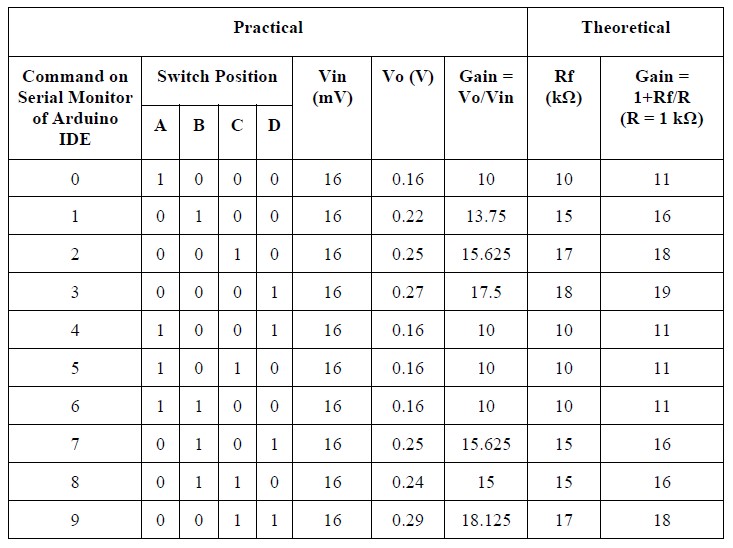 Practical Theoretical
Command on Serial Monitor of Arduino IDE Switch Position Vin (mV) Vo (V) Gain = Vo/Vin Rf (kΩ) Gain = 1+Rf/R (R = 1 kΩ)
A B C D
0 1 0 0 0 16 0.16 10 10 11
1 0 1 0 0 16 0.22 13.75 15 16
2 0 0 1 0 16 0.25 15.625 17 18
3 0 0 0 1 16 0.27 17.5 18 19
4 1 0 0 1 16 0.16 10 10 11
5 1 0 1 0 16 0.16 10 10 11
6 1 1 0 0 16 0.16 10 10 11
7 0 1 0 1 16 0.25 15.625 15 16
8 0 1 1 0 16 0.24 15 15 16
9 0 0 1 1 16 0.29 18.125 17 18